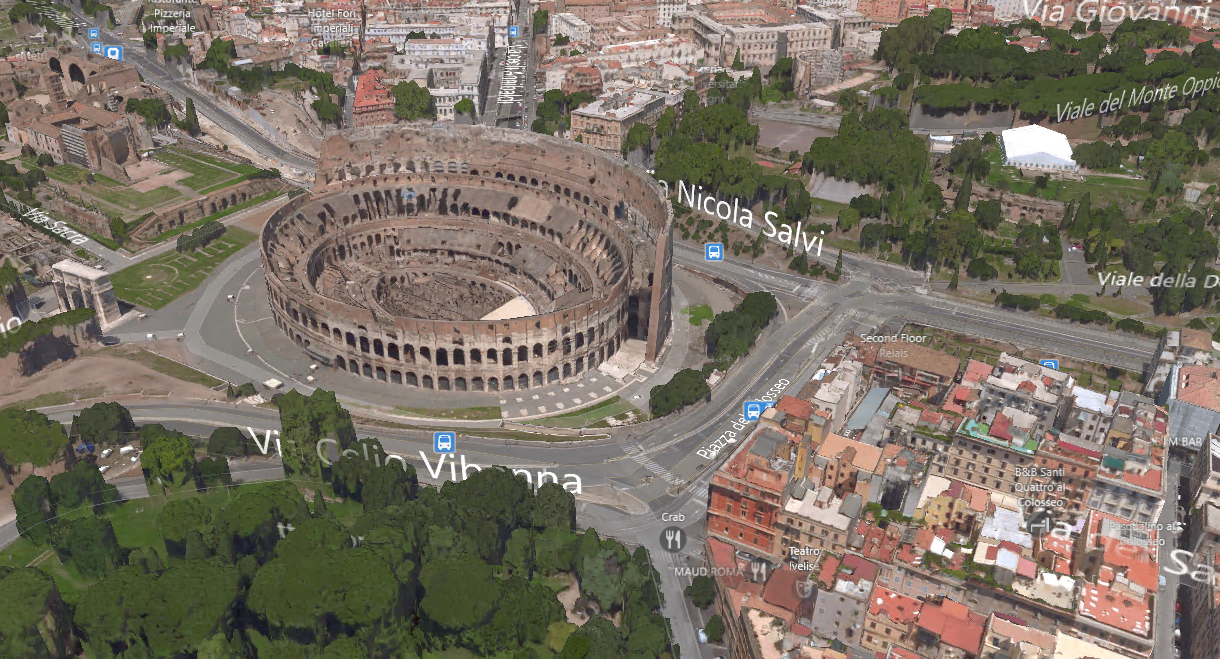 Pizzeria
Imperiale
Hotel Fori
Imperiali
Via Giovanni
Viale del Monte Oppio
Via Sacra
Nicola Salvi
Viale della D
Second Floor
Relais
Piazza del Colosseo
Celio Vibenna
M BAR
B&B Santi
Quattro al
Colosseo
Crab
MAUD ROMA
Teatro
Ivelise